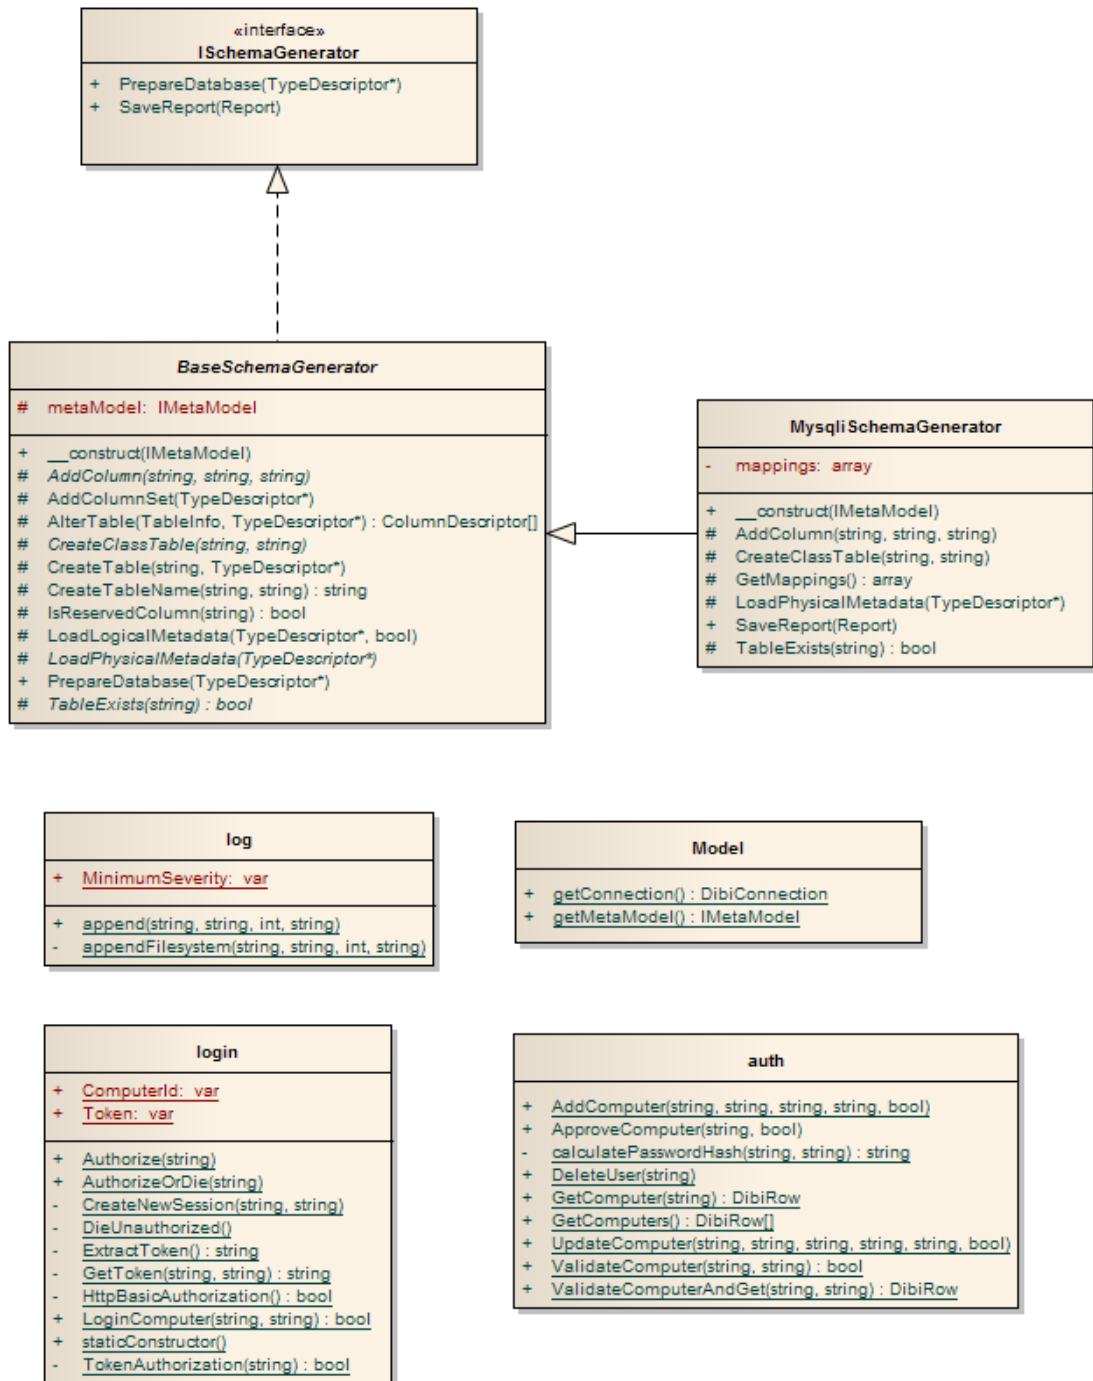 «interface»
ISchemaGenerator
+ PrepareDatabase(TypeDescriptor*)
+ SaveReport(Report)
BaseSchemaGenerator
# metaModel: IMetaModel
+ __construct(IMetaModel)
# AddColumn(string, string, string)
# AddColumnSet(TypeDescriptor*)
# AlterTable(TableInfo, TypeDescriptor*) : ColumnDescriptor[]
# CreateClassTable(string, string)
# CreateTable(string, TypeDescriptor*)
# CreateTableName(string, string) : string
# IsReservedColumn(string) : bool
# LoadLogicalMetadata(TypeDescriptor*, bool)
# LoadPhysicalMetadata(TypeDescriptor*)
+ PrepareDatabase(TypeDescriptor*)
# TableExists(string) : bool
MysqliSchemaGenerator
- mappings: array
+ __construct(IMetaModel)
# AddColumn(string, string, string)
# CreateClassTable(string, string)
# GetMappings() : array
# LoadPhysicalMetadata(TypeDescriptor*)
+ SaveReport(Report)
# TableExists(string) : bool
log
+ MinimumSeverity: var
+ append(string, string, int, string)
- appendFilesystem(string, string, int, string)
Model
+ getConnection() : DibiConnection
+ getMetaModel() : IMetaModel
login
+ ComputerId: var
+ Token: var
+ Authorize(string)
+ AuthorizeOrDie(string)
- CreateNewSession(string, string)
- DieUnauthorized()
- ExtractToken() : string
- GetToken(string, string) : string
- HttpBasicAuthorization() : bool
+ LoginComputer(string, string) : bool
+ staticConstructor()
- TokenAuthorization(string) : bool
auth
+ AddComputer(string, string, string, string, bool)
+ ApproveComputer(string, bool)
- calculatePasswordHash(string, string) : string
+ DeleteUser(string)
+ GetComputer(string) : DibiRow
+ GetComputers() : DibiRow[]
+ UpdateComputer(string, string, string, string, string, bool)
+ ValidateComputer(string, string) : bool
+ ValidateComputerAndGet(string, string) : DibiRow